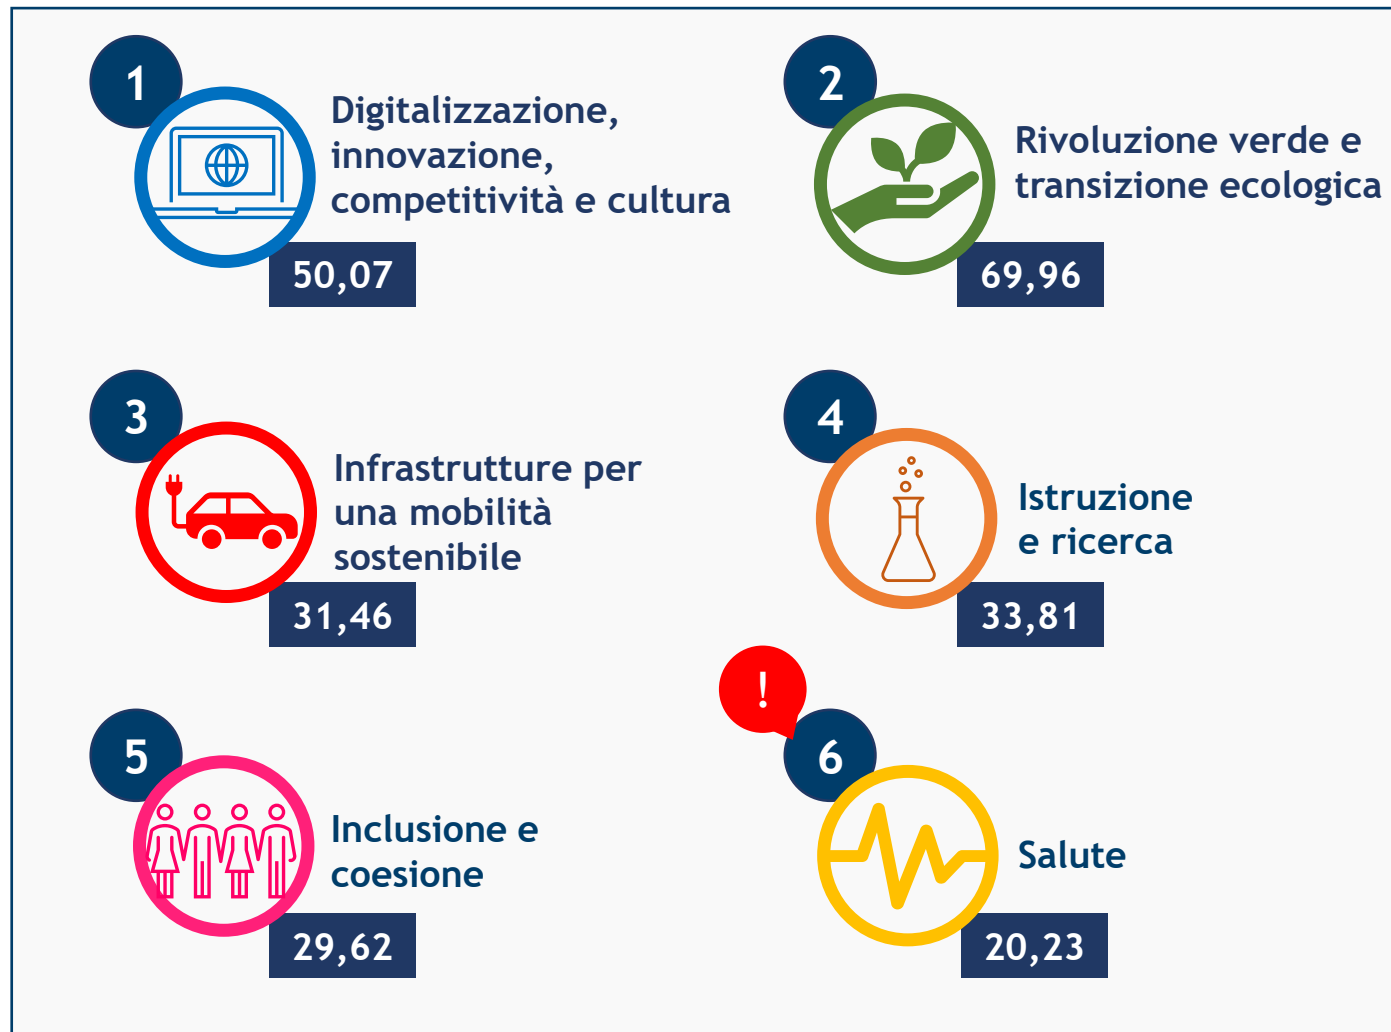 1
Digitalizzazione,
innovazione,
competitività e cultura
50,07
2
Rivoluzione verde e
transizione ecologica
69,96
3
Infrastrutture per
una mobilità
sostenibile
31,46
4
Istruzione
e ricerca
33,81
5
Inclusione e
coesione
29,62
!
6
Salute
20,23